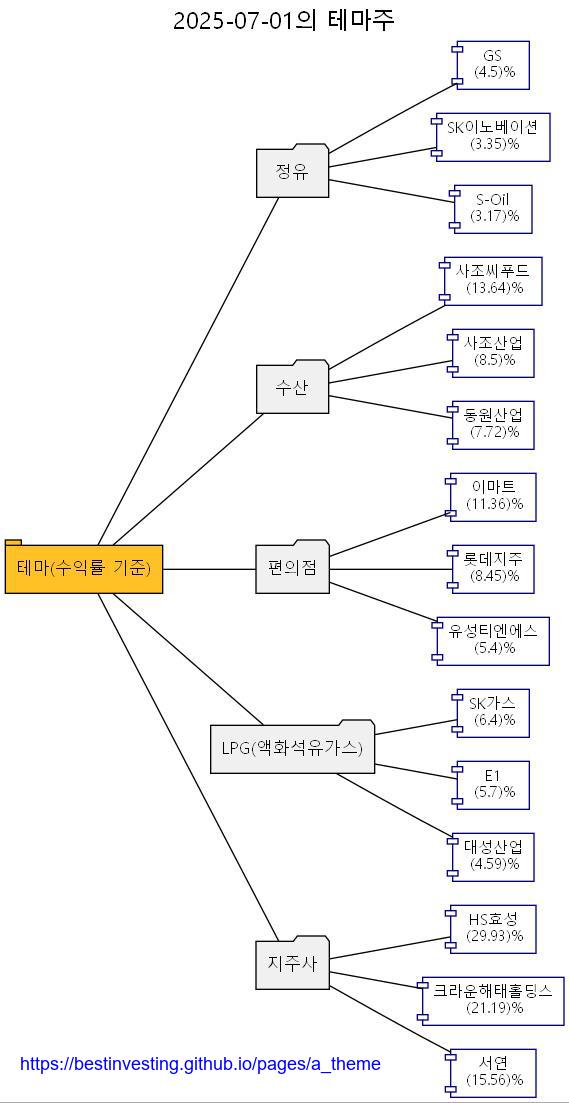 2025-07-01의 테마주
GS
(4.5)%
SK이노베이션
(3.35)%
정유
S-Oil
(3.17)%
사조씨푸드
(13.64)%
사조산업
(8.5)%
수산
동원산업
(7.72)%
이마트
(11.36)%
테마(수익률 기준)
편의점
롯데지주
(8.45)%
유성티엔에스
(5.4)%
SK가스
(6.4)%
LPG(액화석유가스)
E1
(5.7)%
대성산업
(4.59)%
HS효성
(29.93)%
지주사
크라운해태홀딩스
(21.19)%
서연
(15.56)%
https://bestinvesting.github.io/pages/a_theme